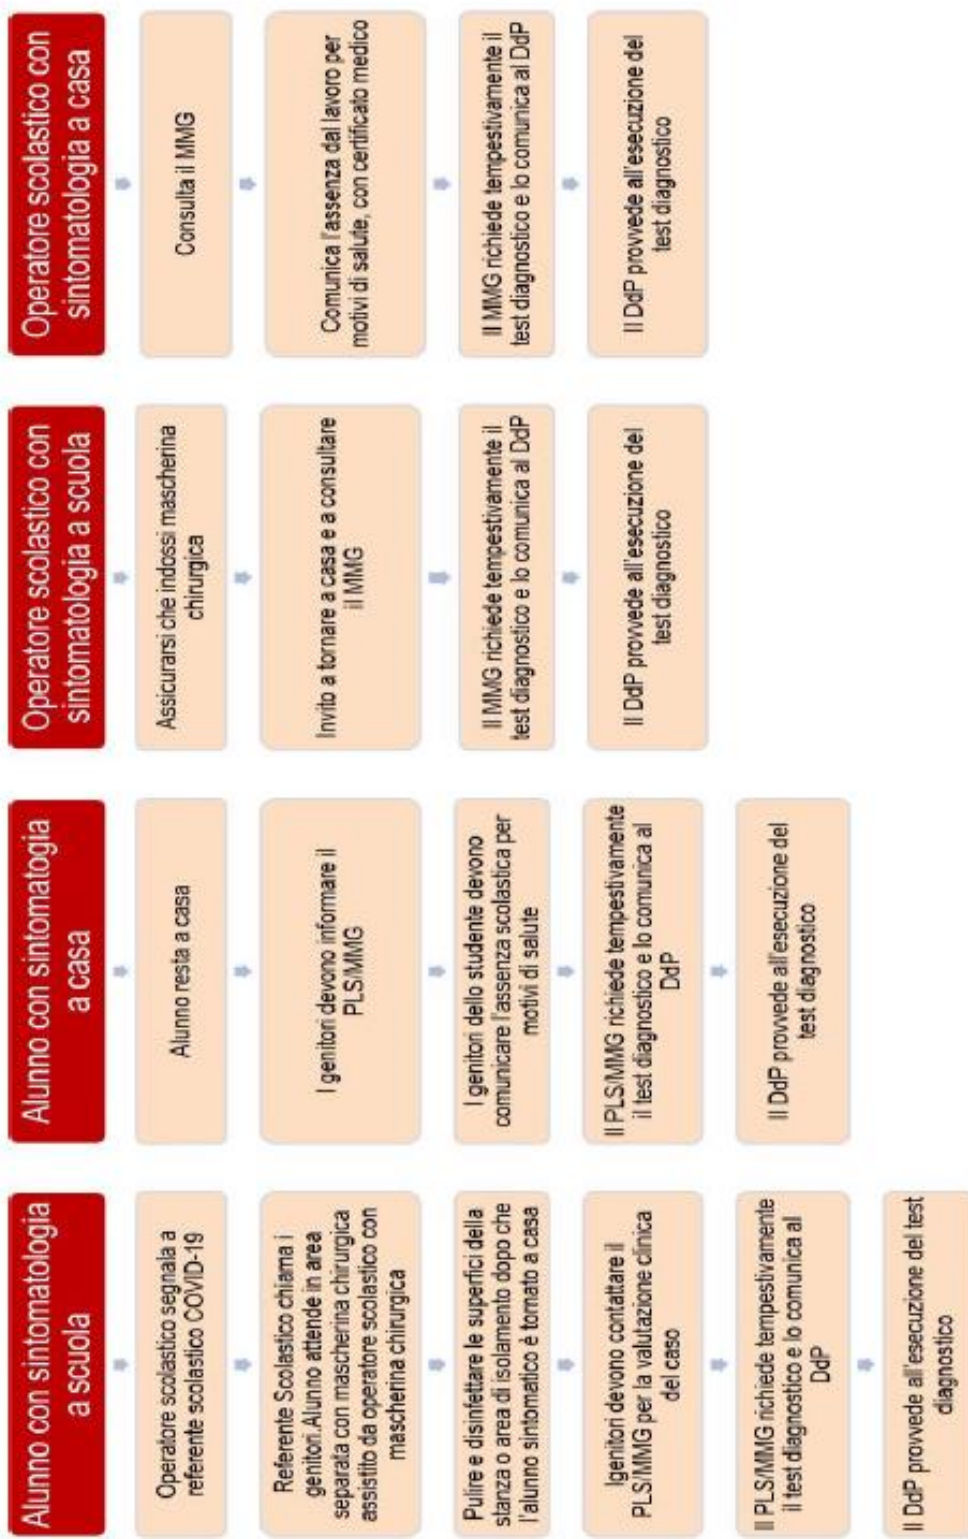 Alunno con sintomatologia
a scuola
Operatore scolastico segnala a
referente scolastico COVID-19
Referente Scolastico chiama i
genitori.Alunno attende in area
separata con mascherina chirurgica
assistito da operatore scolastico con
mascherina chirurgica
Pulire e disinfettare le superfici della
stanza o area di isolamento dopo che
l'alunno sintomatico è tornato a casa
Igenitori devono contattare il
PLS/MMG per la valutazione clinica
del caso
Il PLS/MMG richiede tempestivamente
il test diagnostico e lo comunica al
DdP
Il DdP provvede all'esecuzione del test
diagnostico
Alunno con sintomatogia
a casa
Alunno resta a casa
I genitori devono informare il
PLS/MMG
I genitori dello studente devono
comunicare l'assenza scolastica per
motivi di salute
Il PLS/MMG richiede tempestivamente
il test diagnostico e lo comunica al
DdP
Il DdP provvede all'esecuzione del
test diagnostico
Operatore scolastico con
sintomatologia a scuola
Assicurarsi che indossi mascherina
chirurgica
Invito a tornare a casa e a consultare
il MMG
Il MMG richiede tempestivamente il
test diagnostico e lo comunica al DdP
Il DdP provvede all'esecuzione del
test diagnostico
Operatore scolastico con
sintomatologia a casa
Consulta il MMG
Comunica l'assenza dal lavoro per
motivi di salute, con certificato medico
Il MMG richiede tempestivamente il
test diagnostico e lo comunica al DdP
Il DdP provvede all'esecuzione del
test diagnostico